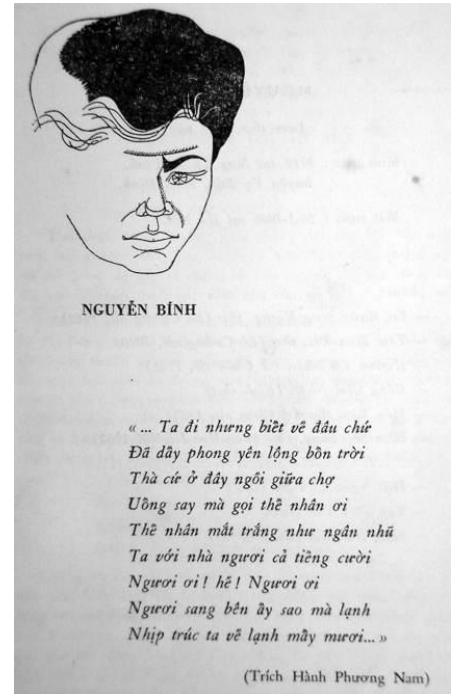 NGUYỄN BÍNH
« ... Ta đi nhưng biết về đâu chứ
Đã dầy phong yên lộng bốn trời
Thà cứ ở đây ngồi giữa chợ
Uống say mà gọi thế nhân ơi
Thế nhân mắt trắng như ngân nhũ
Ta với nhà ngươi cả tiếng cười
Ngươi ơi ! hề ! Ngươi ơi
Ngươi sang bên ấy sao mà lạnh
Nhịp trúc ta về lạnh mấy mươi... »
(Trích Hành Phương Nam)